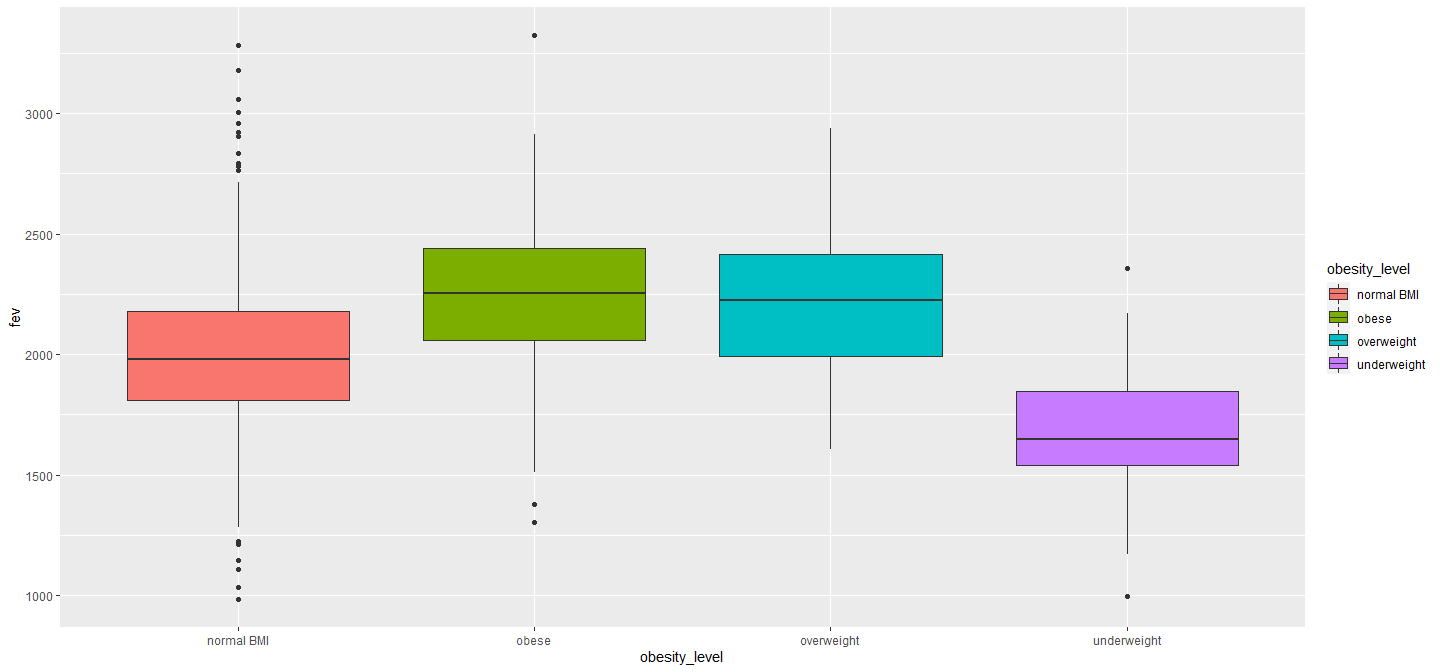 3000
2500
2000
1500
1000
fev
normal BMI
obese
overweight
underweight
obesity_level
obesity_level
normal BMI
obese
overweight
underweight